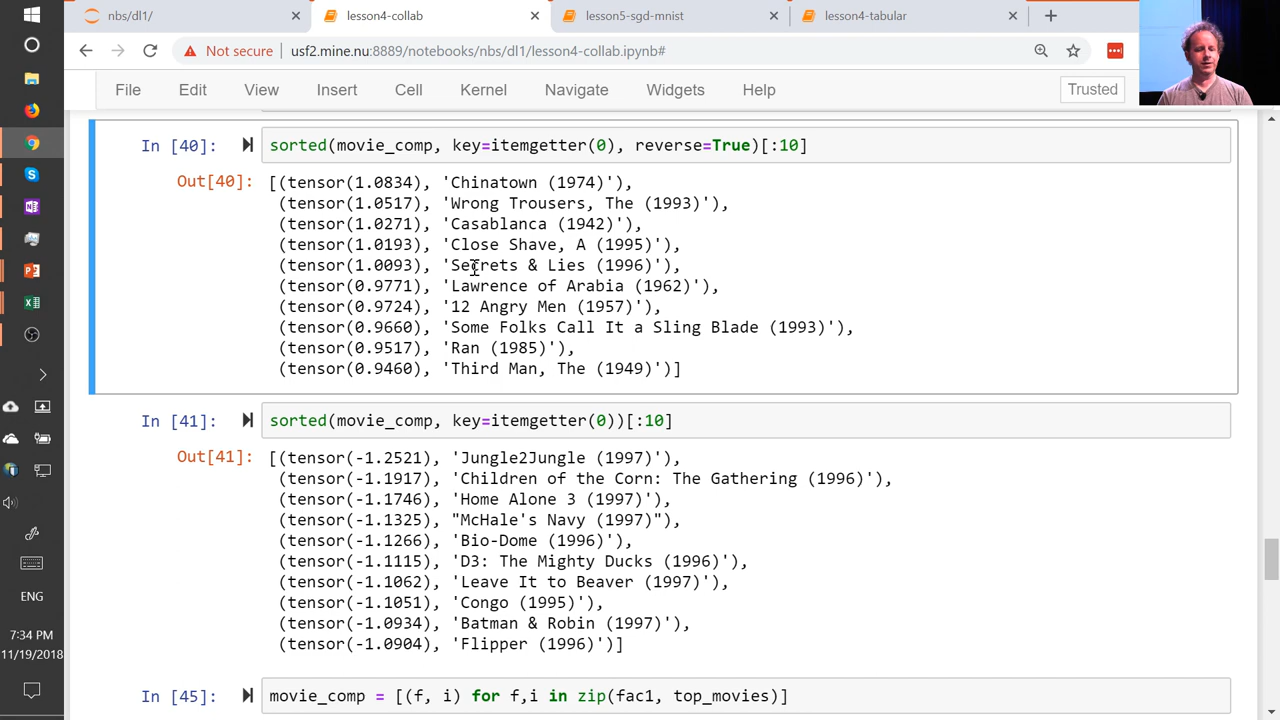 nbs/dl1/
lesson4-collab
lesson5-sgd-mnist
lesson4-tabular
Not secure usf2.mine.nu:8889/notebooks/nbs/dl1/lesson4-collab.ipynb#
File Edit View Insert Cell Kernel Navigate Widgets Help
Trusted
In [40]: sorted(movie_comp, key=itemgetter(0), reverse=True)[:10]
Out[40]: [(tensor(1.0834), 'Chinatown (1974)'),
(tensor(1.0517), 'Wrong Trousers, The (1993)'),
(tensor(1.0271), 'Casablanca (1942)'),
(tensor(1.0193), 'Close Shave, A (1995)'),
(tensor(1.0093), 'Secrets & Lies (1996)'),
(tensor(0.9771), 'Lawrence of Arabia (1962)'),
(tensor(0.9724), '12 Angry Men (1957)'),
(tensor(0.9660), 'Some Folks Call It a Sling Blade (1993)'),
(tensor(0.9517), 'Ran (1985)'),
(tensor(0.9460), 'Third Man, The (1949)')]
In [41]: sorted(movie_comp, key=itemgetter(0))[:10]
Out[41]: [(tensor(-1.2521), 'Jungle2Jungle (1997)'),
(tensor(-1.1917), 'Children of the Corn: The Gathering (1996)'),
(tensor(-1.1746), 'Home Alone 3 (1997)'),
(tensor(-1.1325), "McHale's Navy (1997)"),
(tensor(-1.1266), 'Bio-Dome (1996)'),
(tensor(-1.1115), 'D3: The Mighty Ducks (1996)'),
(tensor(-1.1062), 'Leave It to Beaver (1997)'),
(tensor(-1.1051), 'Congo (1995)'),
(tensor(-1.0934), 'Batman & Robin (1997)'),
(tensor(-1.0904), 'Flipper (1996)')]
In [45]: movie_comp = [(f, i) for f,i in zip(fac1, top_movies)]
ENG
7:34 PM
11/19/2018